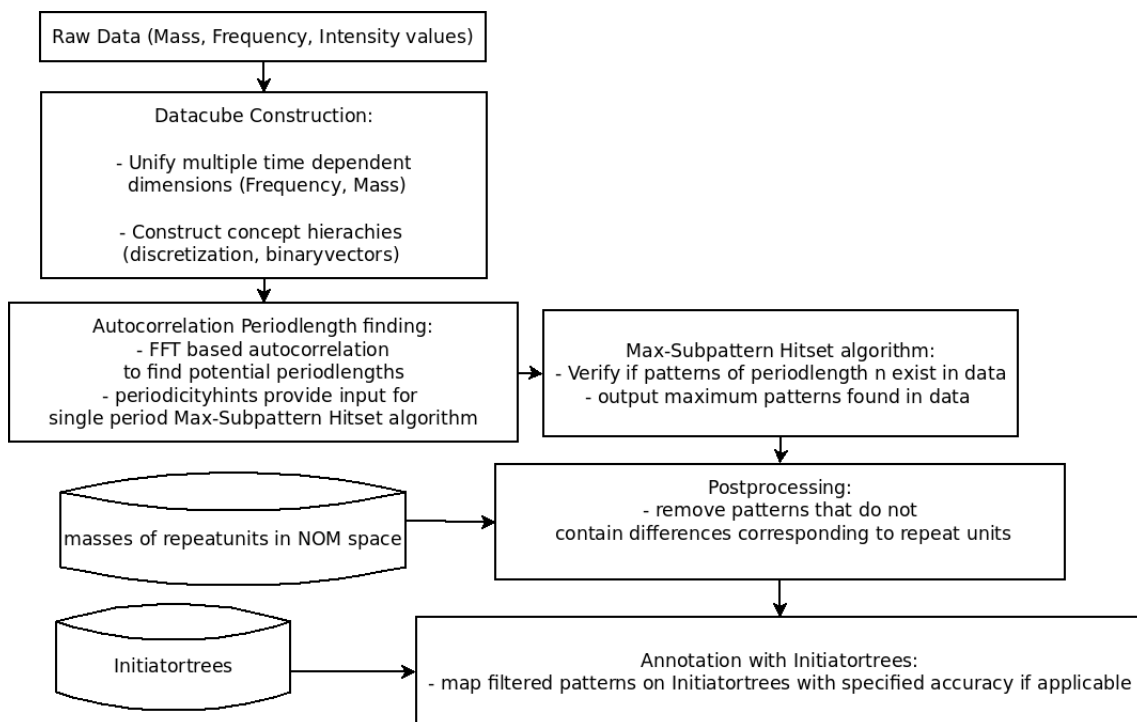 Raw Data (Mass, Frequency, Intensity values)
Datacube Construction:
- Unify multiple time dependent
dimensions (Frequency, Mass)
- Construct concept hierachies
(discretization, binaryvectors)
Autocorrelation Periodlength finding:
- FFT based autocorrelation
to find potential periodlengths
- periodicityhints provide input for
single period Max-Subpattern Hitset algorithm
Max-Subpattern Hitset algorithm:
- Verify if patterns of periodlength n exist in data
- output maximum patterns found in data
masses of repeatunits in NOM space
Postprocessing:
- remove patterns that do not
contain differences corresponding to repeat units
Initiatortrees
Annotation with Initiatortrees:
- map filtered patterns on Initiatortrees with specified accuracy if applicable